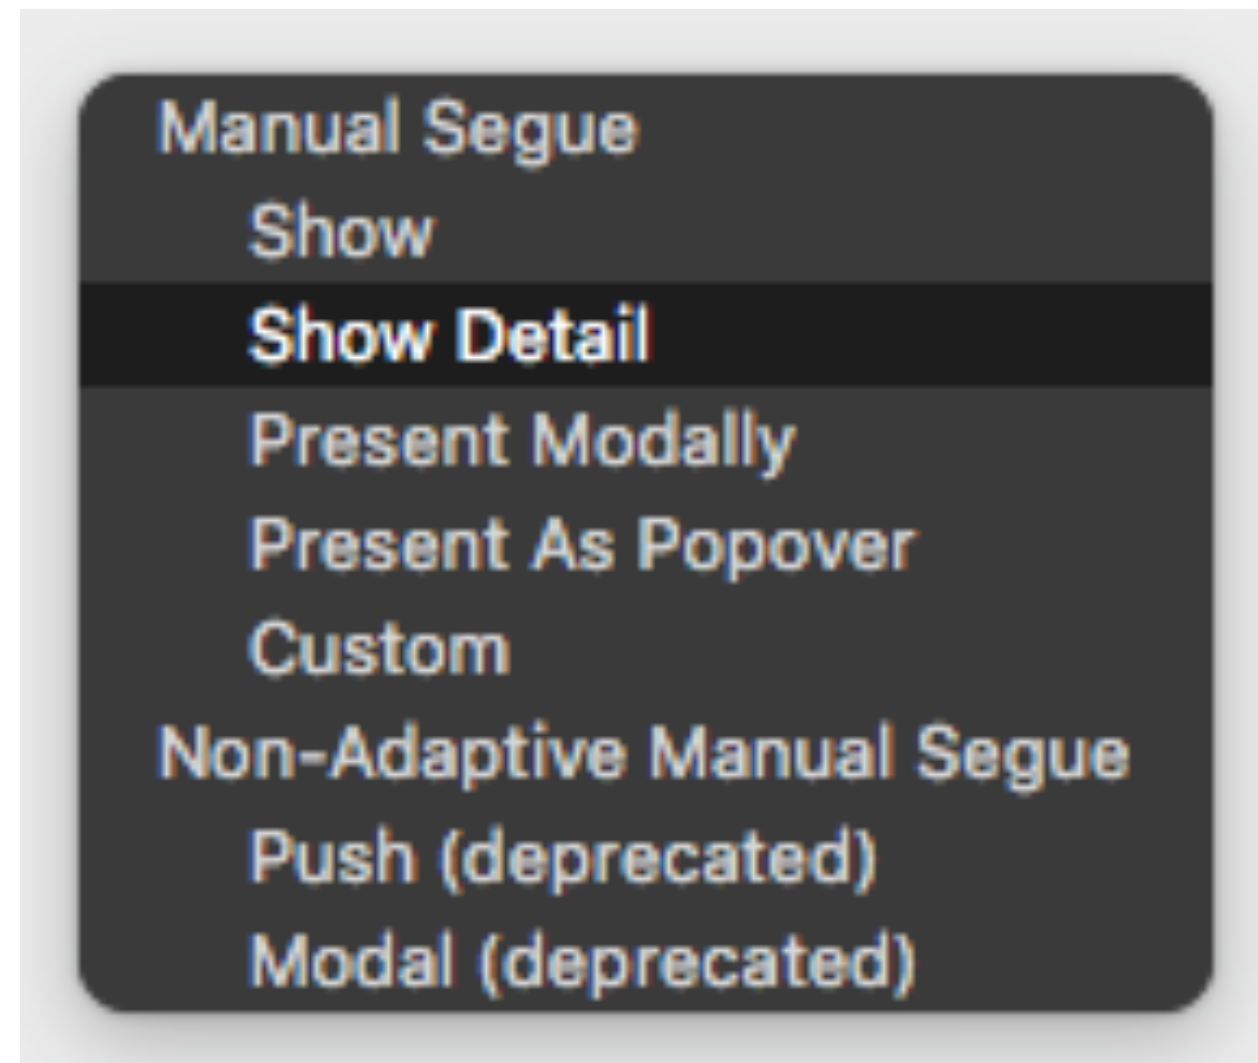 Manual Segue
Show
Show Detail
Present Modally
Present As Popover
Custom
Non-Adaptive Manual Segue
Push (deprecated)
Modal (deprecated)